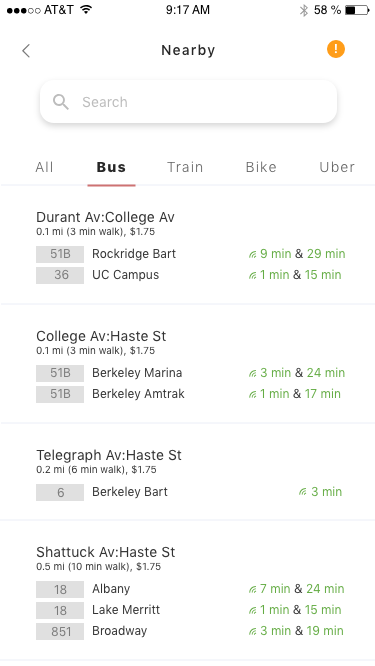 AT&T 9:17 AM 58 %
Nearby !
Search
All Bus Train Bike Uber
Durant Av:College Av
0.1 mi (3 min walk), $1.75
51B Rockridge Bart 9 min & 29 min
36 UC Campus 1 min & 15 min
College Av:Haste St
0.1 mi (3 min walk), $1.75
51B Berkeley Marina 3 min & 24 min
51B Berkeley Amtrak 1 min & 17 min
Telegraph Av:Haste St
0.2 mi (6 min walk), $1.75
6 Berkeley Bart 3 min
Shattuck Av:Haste St
0.5 mi (10 min walk), $1.75
18 Albany 7 min & 24 min
18 Lake Merritt 1 min & 15 min
851 Broadway 3 min & 19 min